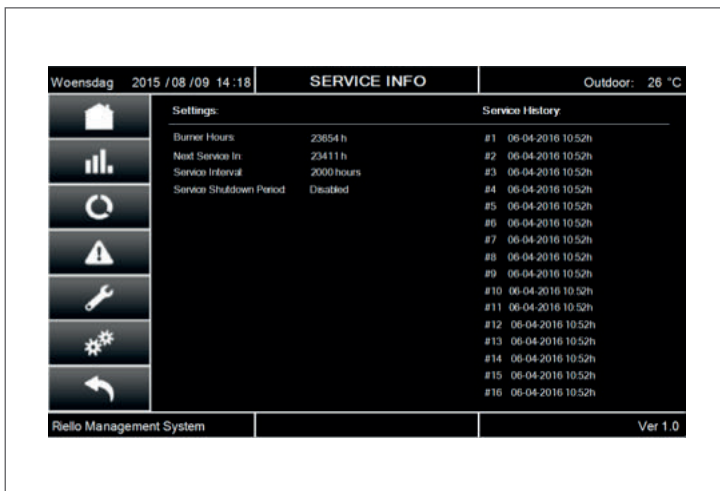 Woensdag 2015 /08 /09 14:18 SERVICE INFO Outdoor: 26 °C
Settings: Service History:
Burner Hours: 23654 h #1 06-04-2016 10:52h
Next Service In: 23411 h #2 06-04-2016 10:52h
Service Interval 2000 hours #3 06-04-2016 10:52h
Service Shutdown Period Disabled #4 06-04-2016 10:52h
#5 06-04-2016 10:52h
#6 06-04-2016 10:52h
#7 06-04-2016 10:52h
#8 06-04-2016 10:52h
#9 06-04-2016 10:52h
#10 06-04-2016 10:52h
#11 06-04-2016 10:52h
#12 06-04-2016 10:52h
#13 06-04-2016 10:52h
#14 06-04-2016 10:52h
#15 06-04-2016 10:52h
#16 06-04-2016 10:52h
Riello Management System Ver 1.0